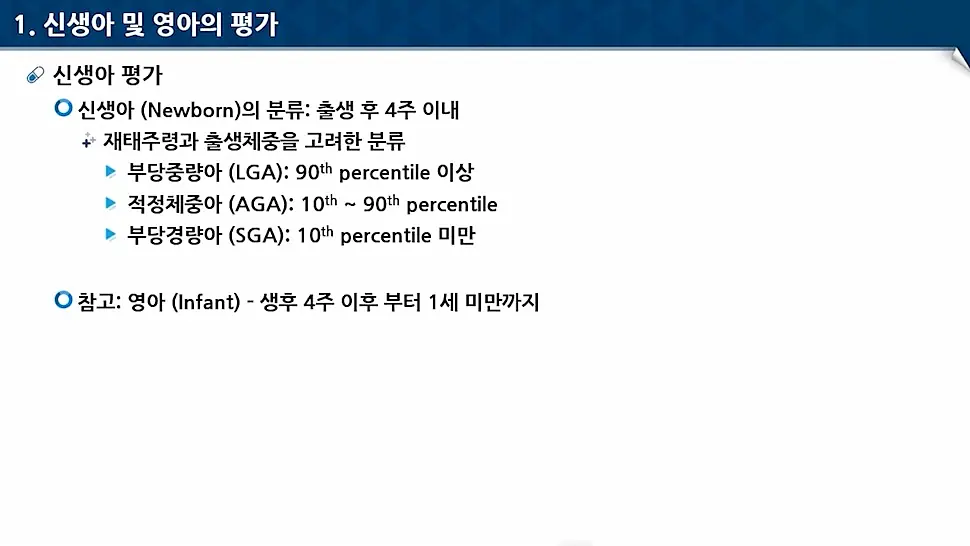 1. 신생아 및 영아의 평가
신생아 평가
신생아 (Newborn)의 분류: 출생 후 4주 이내
재태주령과 출생체중을 고려한 분류
부당중량아 (LGA): 90th percentile 이상
적정체중아 (AGA): 10th ~ 90th percentile
부당경량아 (SGA): 10th percentile 미만
참고: 영아 (Infant) - 생후 4주 이후 부터 1세 미만까지